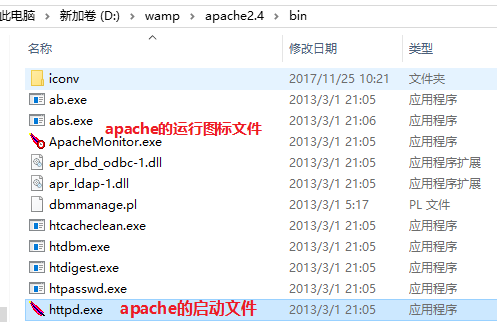 此电脑 › 新加卷 (D:) › wamp › apache2.4 › bin
名称 修改日期 类型
iconv 2017/11/25 10:21 文件夹
ab.exe 2013/3/1 21:05 应用程序
abs.exe 2013/3/1 21:06 应用程序
apache的运行图标文件
ApacheMonitor.exe 2013/3/1 21:05 应用程序
apr_dbd_odbc-1.dll 2013/3/1 21:05 应用程序扩展
apr_ldap-1.dll 2013/3/1 21:05 应用程序扩展
dbmmanage.pl 2013/3/1 5:17 PL 文件
htcacheclean.exe 2013/3/1 21:05 应用程序
htdbm.exe 2013/3/1 21:05 应用程序
htdigest.exe 2013/3/1 21:05 应用程序
htpasswd.exe 2013/3/1 21:05 应用程序
httpd.exe apache的启动文件 2013/3/1 21:05 应用程序